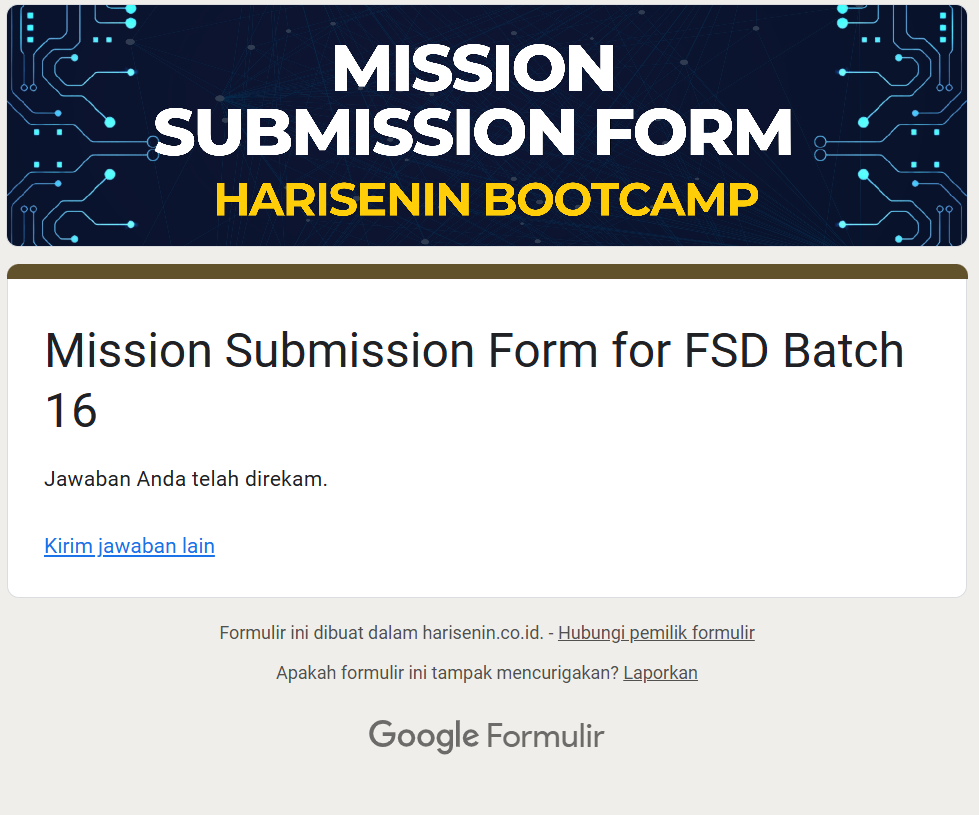 MISSION
SUBMISSION FORM
HARISENIN BOOTCAMP
Mission Submission Form for FSD Batch
16
Jawaban Anda telah direkam.
Kirim jawaban lain
Formulir ini dibuat dalam harisenin.co.id. - Hubungi pemilik formulir
Apakah formulir ini tampak mencurigakan? Laporkan
Google Formulir